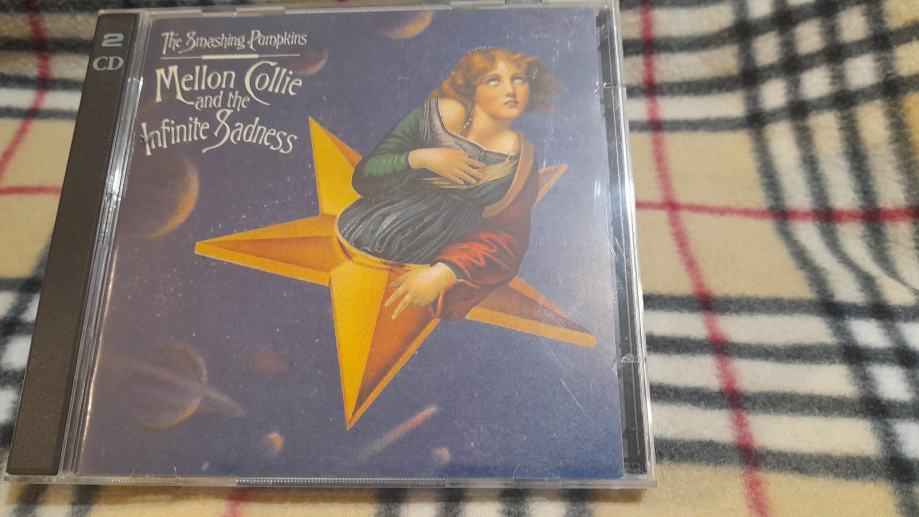 2
CD
The Smashing Pumpkins
Mellon Collie
and the
Infinite Sadness